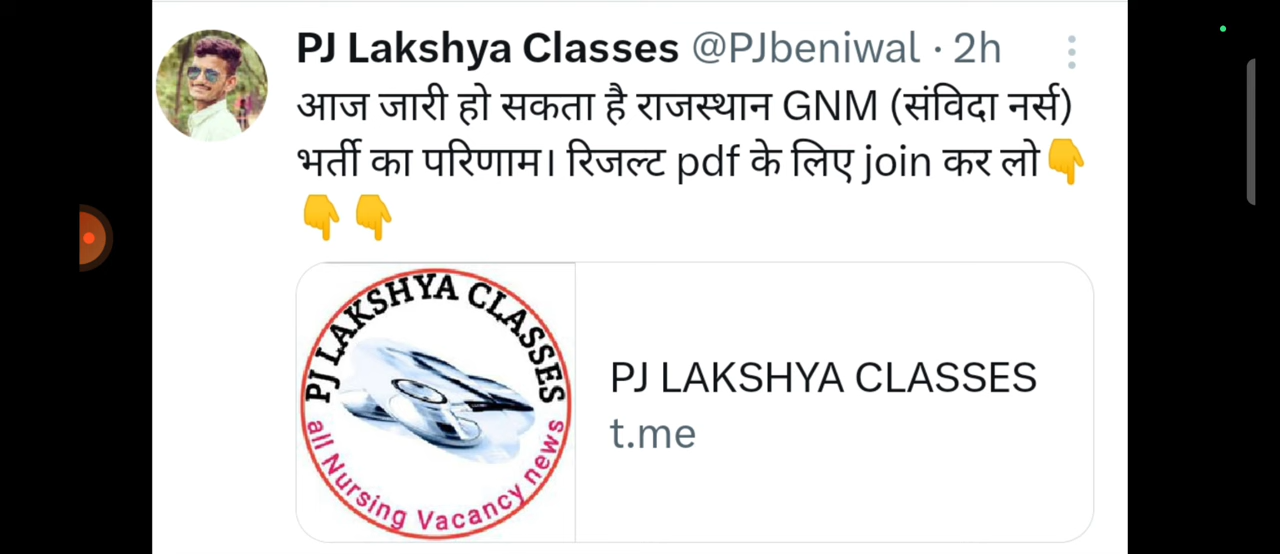 PJ Lakshya Classes @PJbeniwal · 2h
आज जारी हो सकता है राजस्थान GNM (संविदा नर्स)
भर्ती का परिणाम। रिजल्ट pdf के लिए join कर लो👇
👇👇
PJ LAKSHYA CLASSES
all Nursing Vacancy news
PJ LAKSHYA CLASSES
t.me